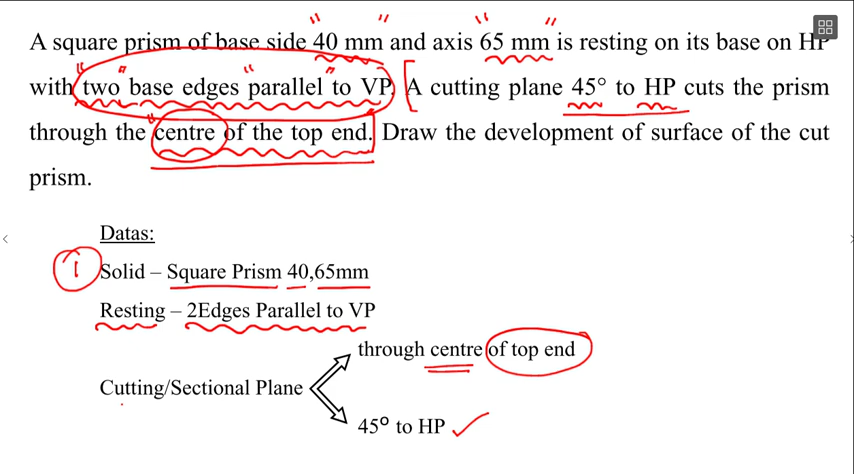 A square prism of base side 40 mm and axis 65 mm is resting on its base on HP
with two base edges parallel to VP. A cutting plane 45° to HP cuts the prism
through the centre of the top end. Draw the development of surface of the cut
prism.
Datas:
① Solid – Square Prism 40,65mm
Resting – 2Edges Parallel to VP
through centre of top end
Cutting/Sectional Plane
45° to HP